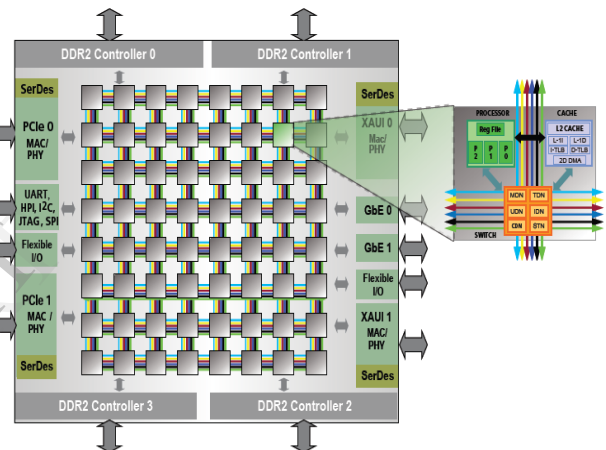 DDR2 Controller 0
DDR2 Controller 1
SerDes
PCIe 0
MAC/
PHY
UART,
HPI, I²C,
JTAG, SPI
Flexible
I/O
PCIe 1
MAC /
PHY
SerDes
SerDes
XAUI 0
Mac/
PHY
GbE 0
GbE 1
Flexible
I/O
XAUI 1
MAC/
PHY
SerDes
DDR2 Controller 3
DDR2 Controller 2
PROCESSOR
Reg File
P
2
P
1
P
0
CACHE
L2 CACHE
L-1I
L-1D
I-TLB
D-TLB
2D DMA
MDN
TDN
UDN
IDN
CDN
STN
SWITCH